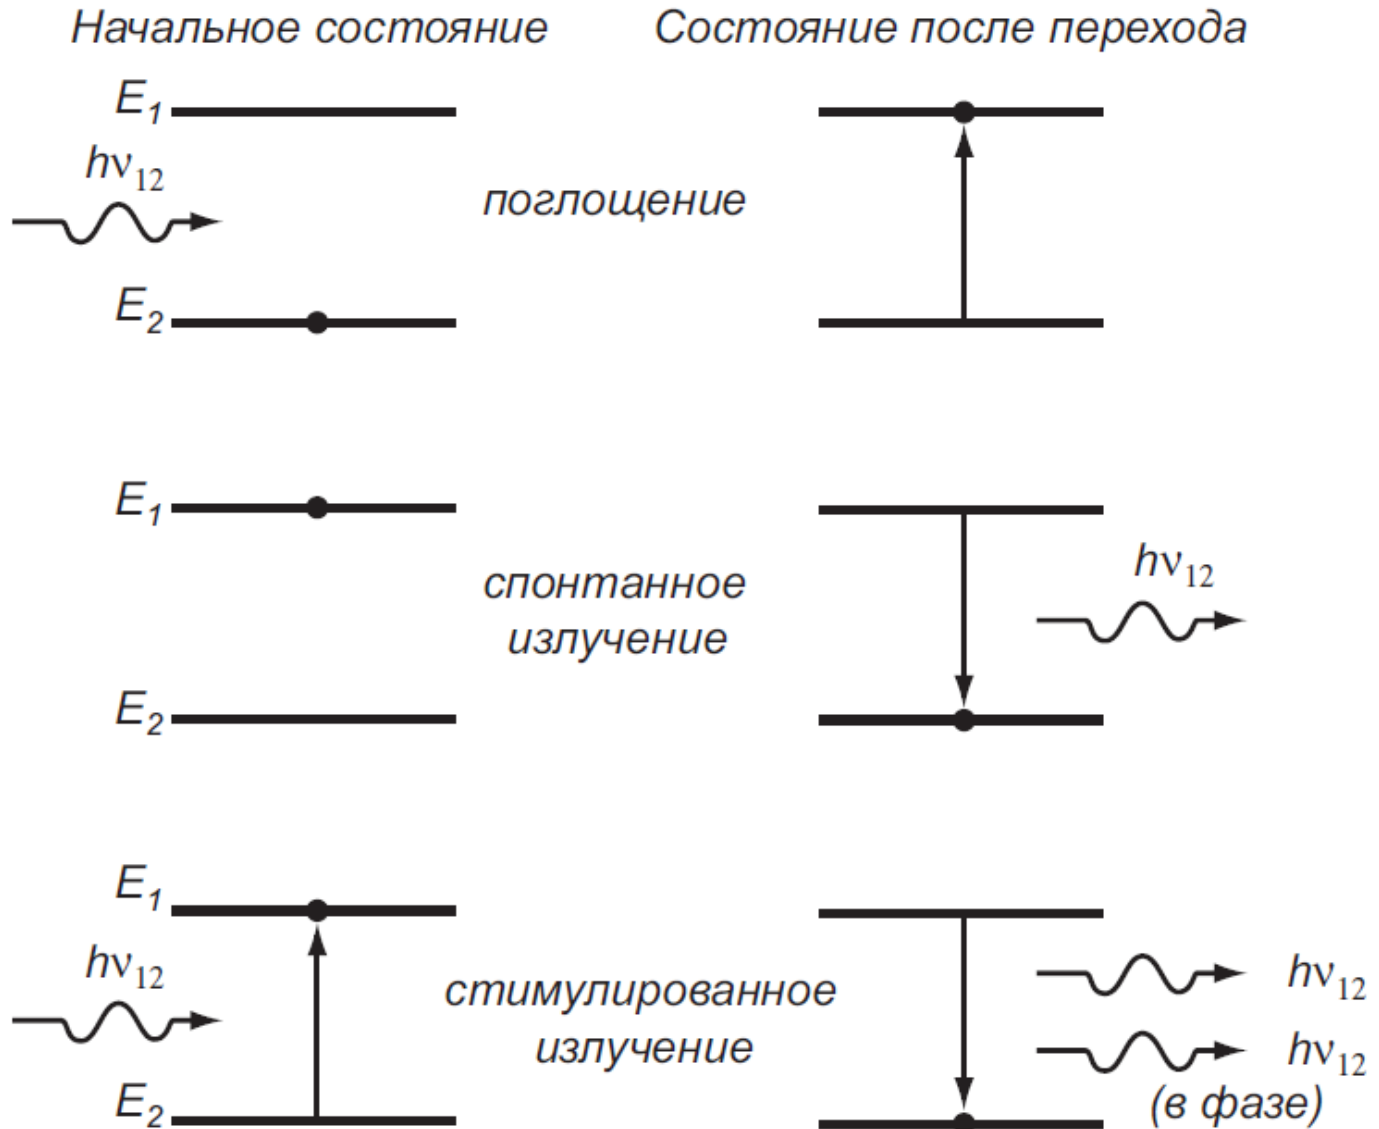 Начальное состояние
Состояние после перехода
E₁
hν₁₂
поглощение
E₂
E₁
спонтанное
излучение
hν₁₂
E₂
E₁
hν₁₂
стимулированное
излучение
hν₁₂
hν₁₂
(в фазе)
E₂